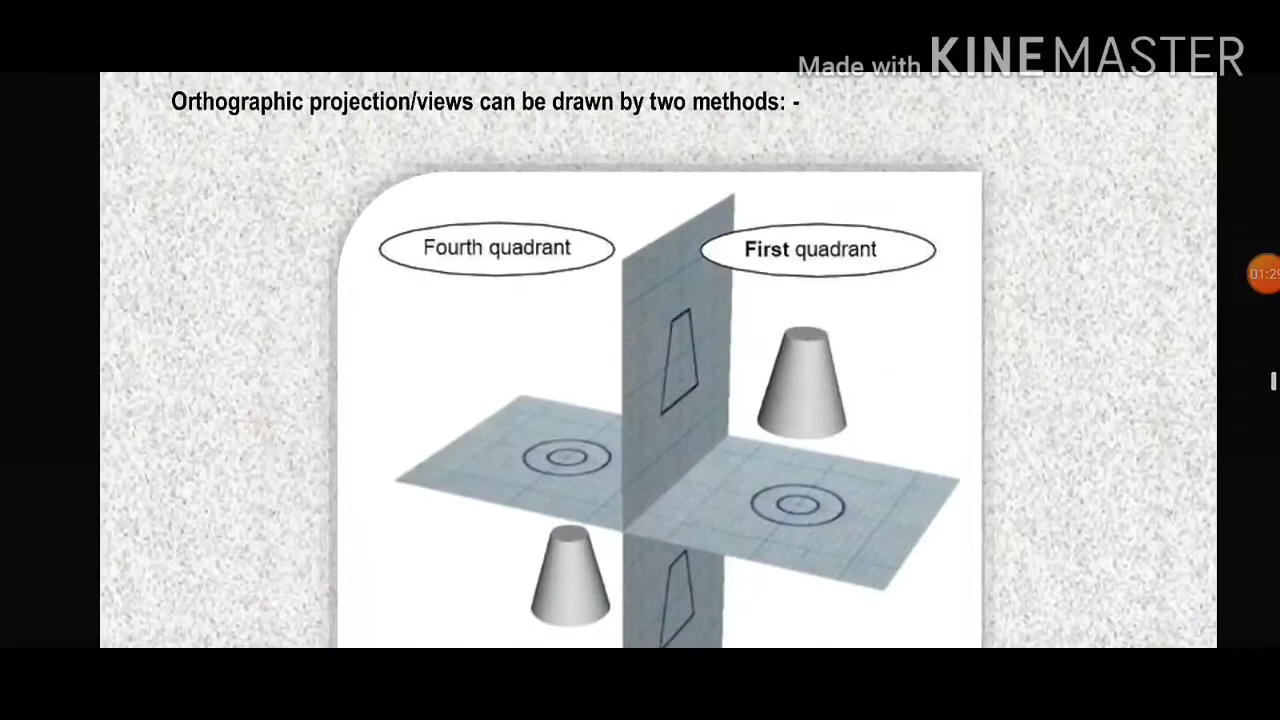 Made with KINEMASTER
Orthographic projection/views can be drawn by two methods: -
Fourth quadrant
First quadrant